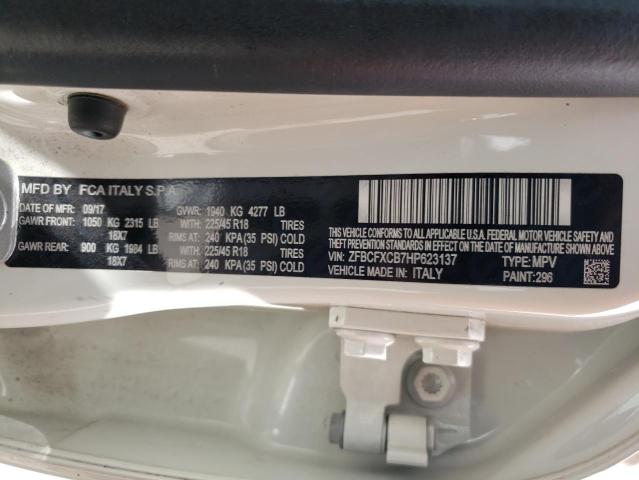 MFD BY FCA ITALY S.P.A
DATE OF MFR: 09/17 GVWR: 1940 KG 4277 LB
GAWR FRONT: 1050 KG 2315 LB WITH: 225/45 R18 TIRES
18X7 RIMS AT: 240 KPA (35 PSI) COLD
GAWR REAR: 900 KG 1984 LB WITH: 225/45 R18 TIRES
18X7 RIMS AT: 240 KPA (35 PSI) COLD
THIS VEHICLE CONFORMS TO ALL APPLICABLE U.S.A. FEDERAL MOTOR VEHICLE SAFETY
AND THEFT PREVENTION STANDARDS IN EFFECT ON THE DATE OF MANUFACTURE SHOWN ABOVE
VIN: ZFBCFXCB7HP623137 TYPE: MPV
VEHICLE MADE IN: ITALY PAINT: 296